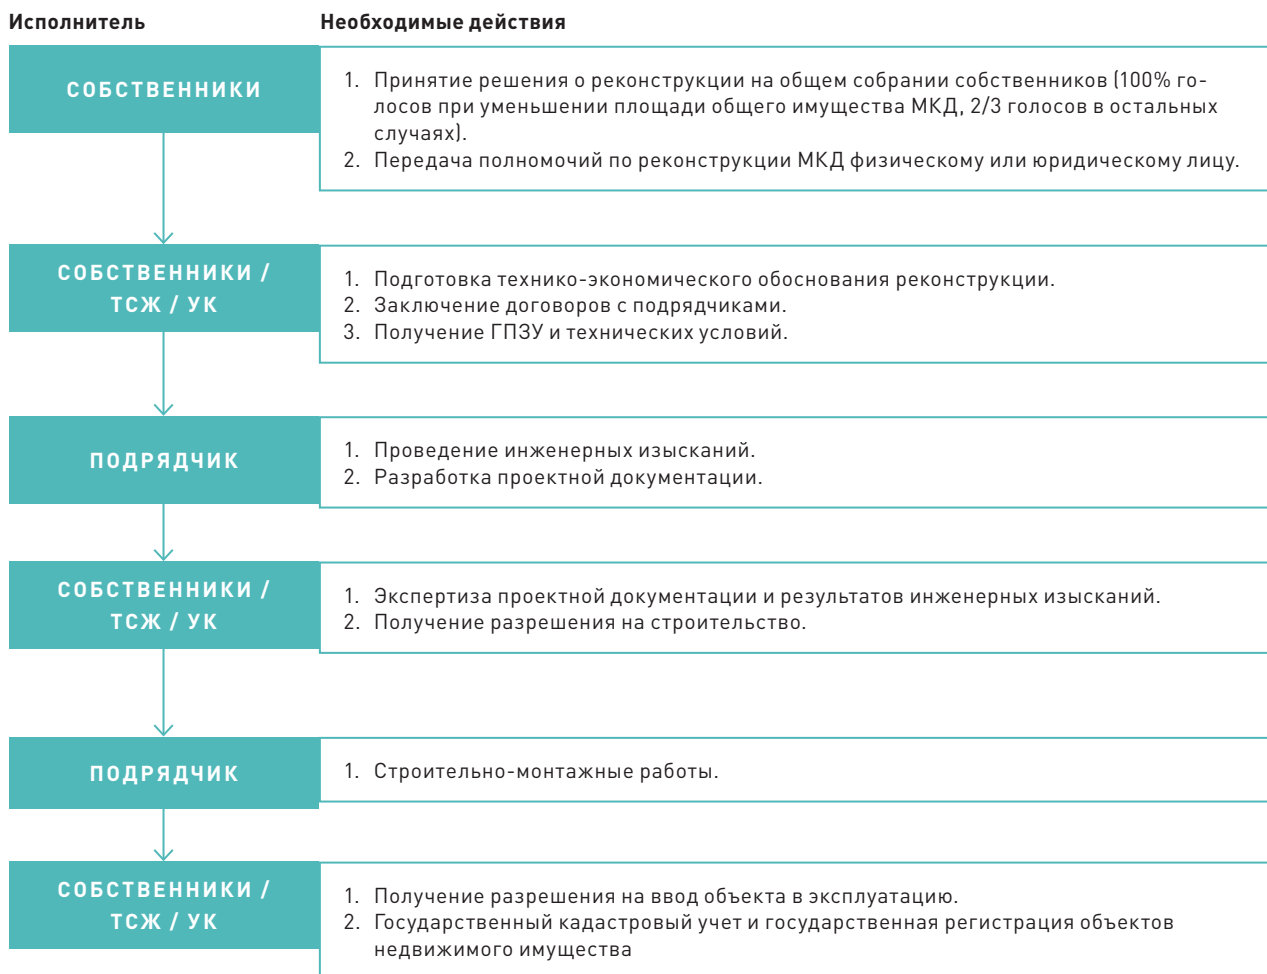 Исполнитель
Необходимые действия
СОБСТВЕННИКИ
1. Принятие решения о реконструкции на общем собрании собственников (100% го-
лосов при уменьшении площади общего имущества МКД, 2/3 голосов в остальных
случаях).
2. Передача полномочий по реконструкции МКД физическому или юридическому лицу.
СОБСТВЕННИКИ /
ТСЖ / УК
1. Подготовка технико-экономического обоснования реконструкции.
2. Заключение договоров с подрядчиками.
3. Получение ГПЗУ и технических условий.
ПОДРЯДЧИК
1. Проведение инженерных изысканий.
2. Разработка проектной документации.
СОБСТВЕННИКИ /
ТСЖ / УК
1. Экспертиза проектной документации и результатов инженерных изысканий.
2. Получение разрешения на строительство.
ПОДРЯДЧИК
1. Строительно-монтажные работы.
СОБСТВЕННИКИ /
ТСЖ / УК
1. Получение разрешения на ввод объекта в эксплуатацию.
2. Государственный кадастровый учет и государственная регистрация объектов
недвижимого имущества